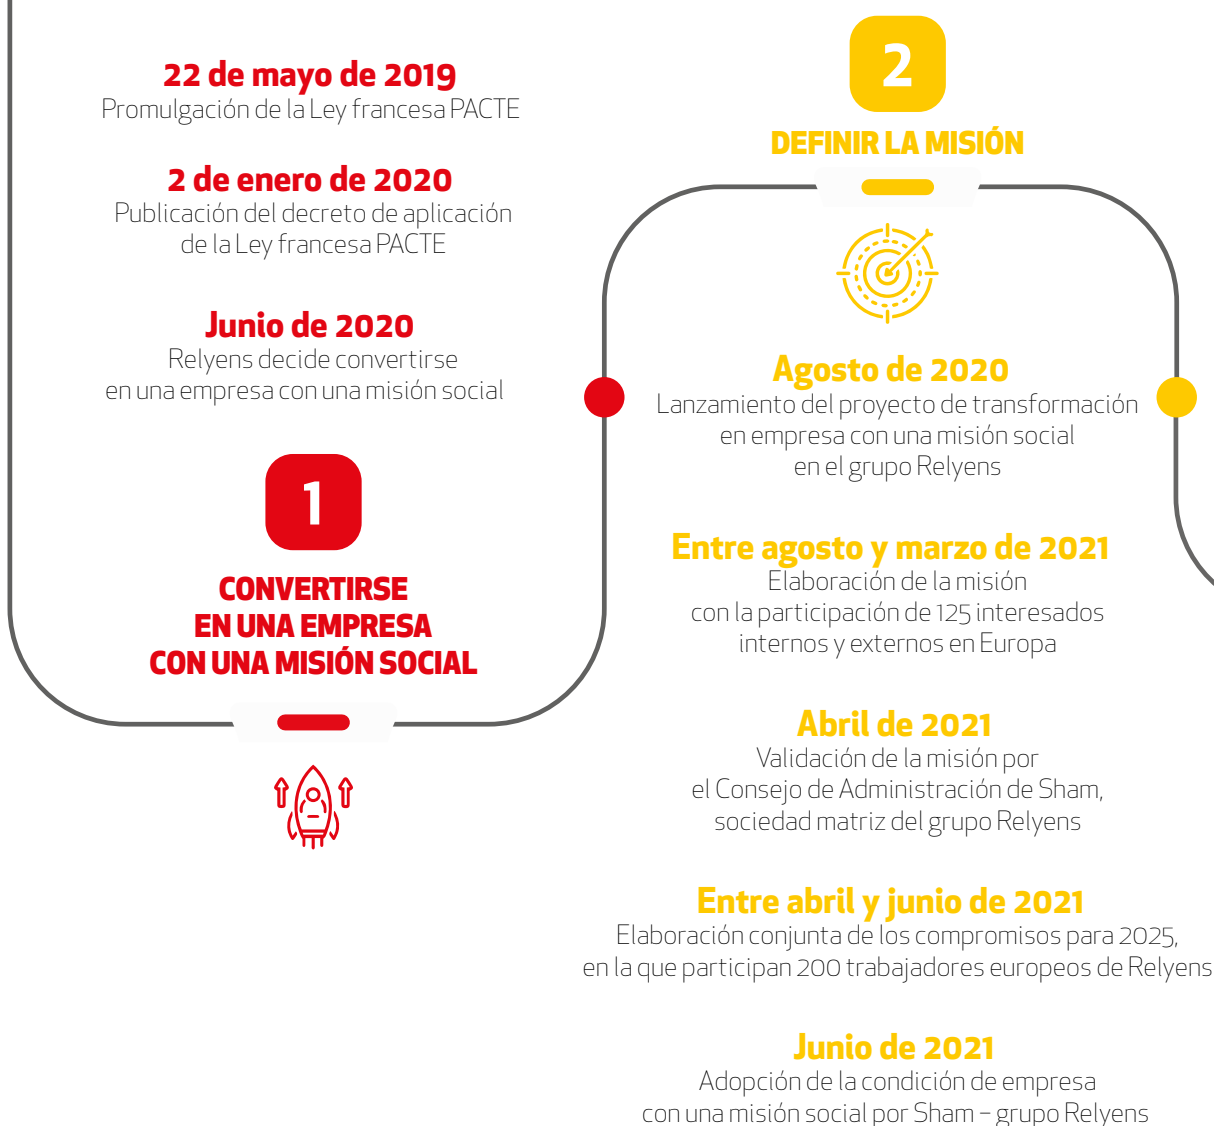 22 de mayo de 2019
Promulgación de la Ley francesa PACTE
2 de enero de 2020
Publicación del decreto de aplicación
de la Ley francesa PACTE
Junio de 2020
Relyens decide convertirse
en una empresa con una misión social
1
CONVERTIRSE
EN UNA EMPRESA
CON UNA MISIÓN SOCIAL
2
DEFINIR LA MISIÓN
Agosto de 2020
Lanzamiento del proyecto de transformación
en empresa con una misión social
en el grupo Relyens
Entre agosto y marzo de 2021
Elaboración de la misión
con la participación de 125 interesados
internos y externos en Europa
Abril de 2021
Validación de la misión por
el Consejo de Administración de Sham,
sociedad matriz del grupo Relyens
Entre abril y junio de 2021
Elaboración conjunta de los compromisos para 2025,
en la que participan 200 trabajadores europeos de Relyens
Junio de 2021
Adopción de la condición de empresa
con una misión social por Sham – grupo Relyens